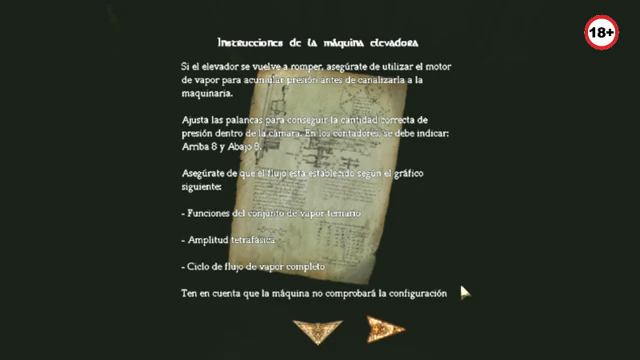 18+
Instrucciones de la máquina elevadora
Si el elevador se vuelve a romper, asegúrate de utilizar el motor
de vapor para acumular presión antes de canalizarla a la
maquinaria.
Ajusta las palancas para conseguir la cantidad correcta de
presión dentro de la cámara. En los contadores, se debe indicar:
Arriba 8 y Abajo
Asegúrate de que el flujo está establecido según el gráfico
siguiente:
- Funciones del conjunto de vapor ternario
- Amplitud tetrafásica
- Ciclo de flujo de vapor completo
Ten en cuenta que la máquina no comprobará la configuración